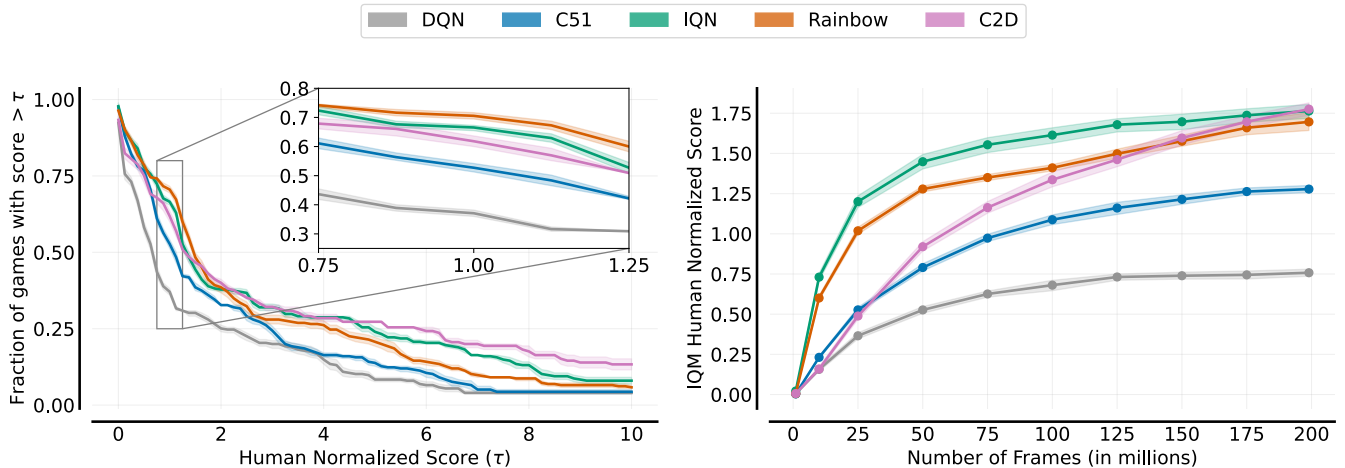 DQN C51 IQN Rainbow C2D
Fraction of games with score > τ
1.00
0.75
0.50
0.25
0.00
0 2 4 6 8 10
Human Normalized Score (τ)
0.8
0.7
0.6
0.5
0.4
0.3
0.75 1.00 1.25
IQM Human Normalized Score
1.75
1.50
1.25
1.00
0.75
0.50
0.25
0.00
0 25 50 75 100 125 150 175 200
Number of Frames (in millions)